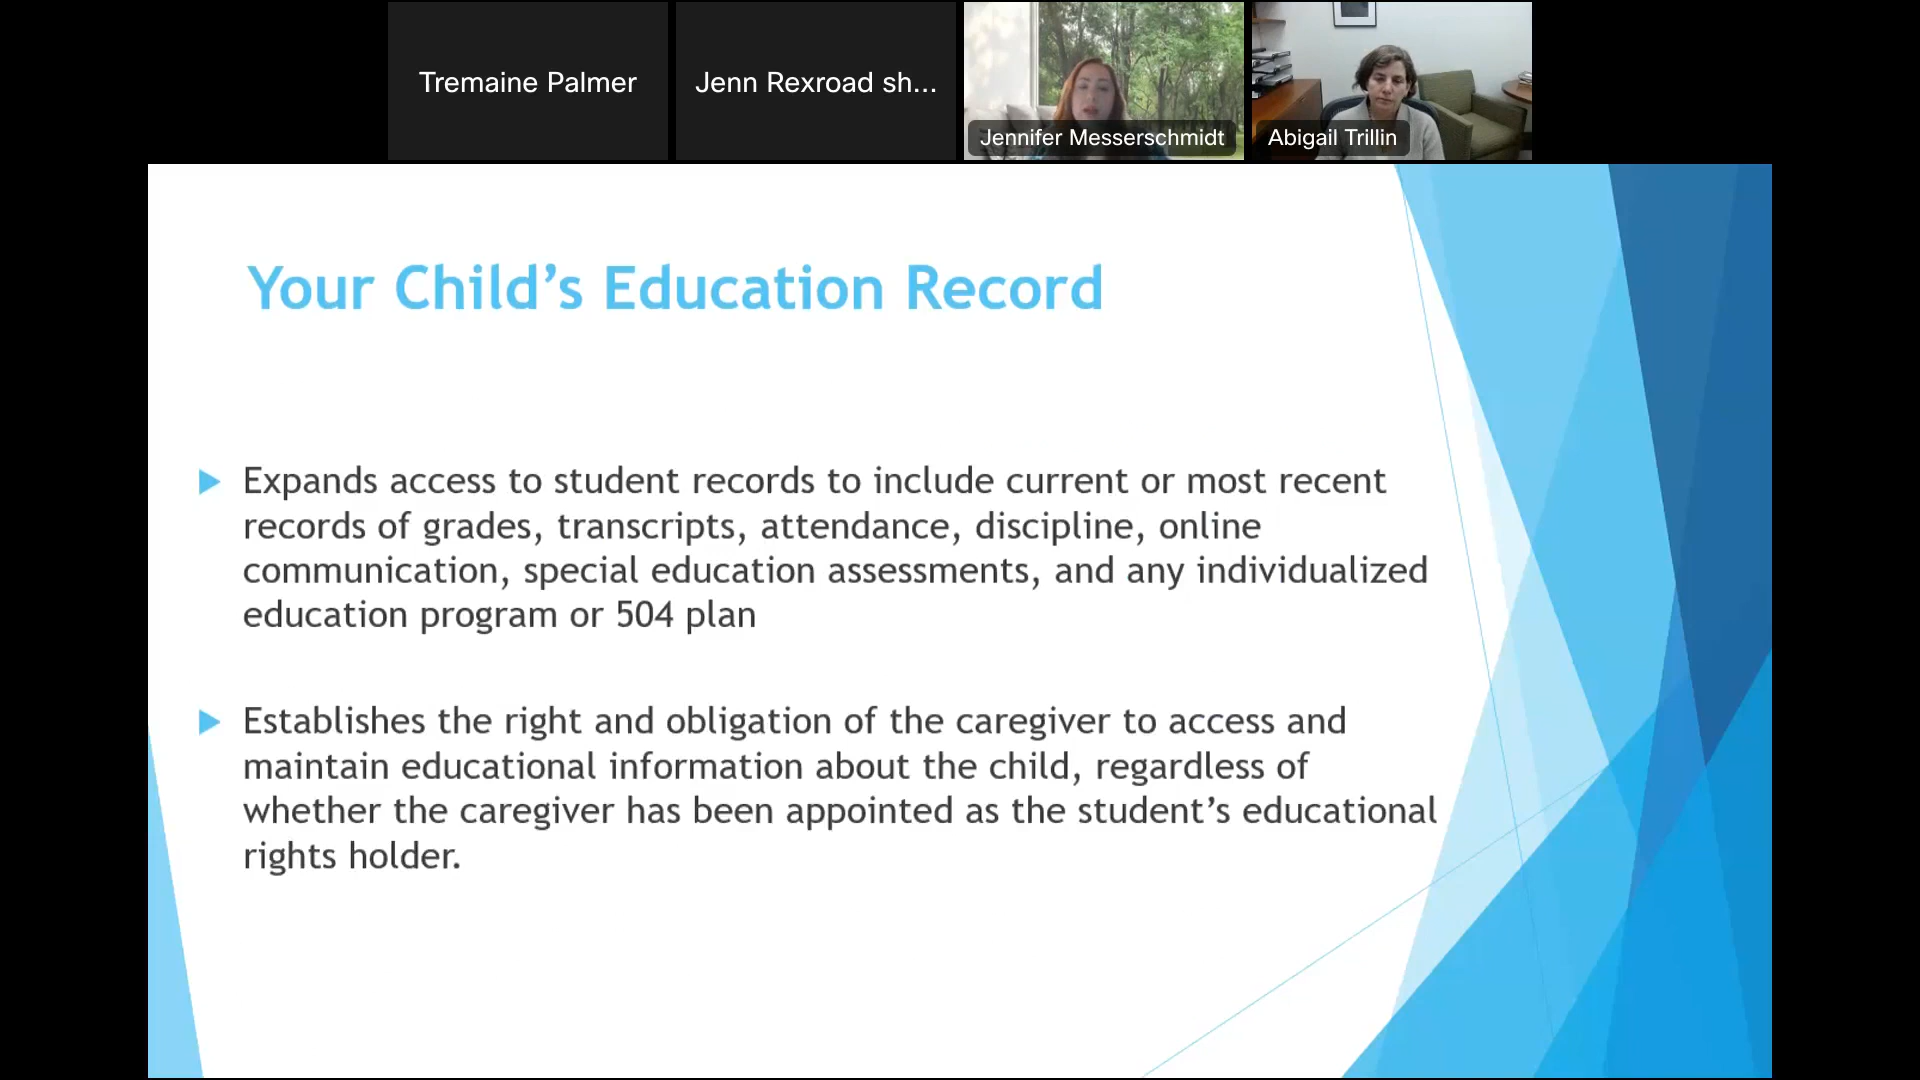 Tremaine Palmer
Jenn Rexroad sh...
Jennifer Messerschmidt
Abigail Trillin
Your Child’s Education Record
Expands access to student records to include current or most recent
records of grades, transcripts, attendance, discipline, online
communication, special education assessments, and any individualized
education program or 504 plan
Establishes the right and obligation of the caregiver to access and
maintain educational information about the child, regardless of
whether the caregiver has been appointed as the student’s educational
rights holder.